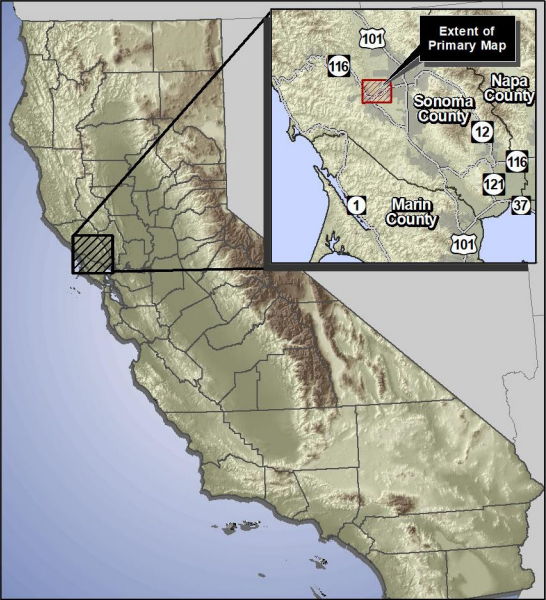 Extent of
Primary Map
101
116
Napa
County
Sonoma
County
12
116
121
37
1
Marin
County
101